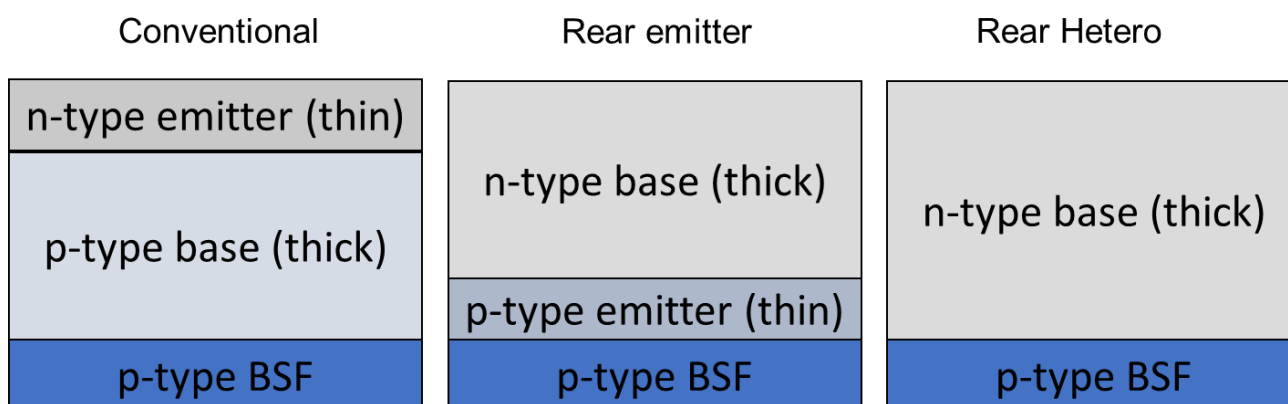 Conventional
Rear emitter
Rear Hetero
n-type emitter (thin)
p-type base (thick)
p-type BSF
n-type base (thick)
p-type emitter (thin)
p-type BSF
n-type base (thick)
p-type BSF